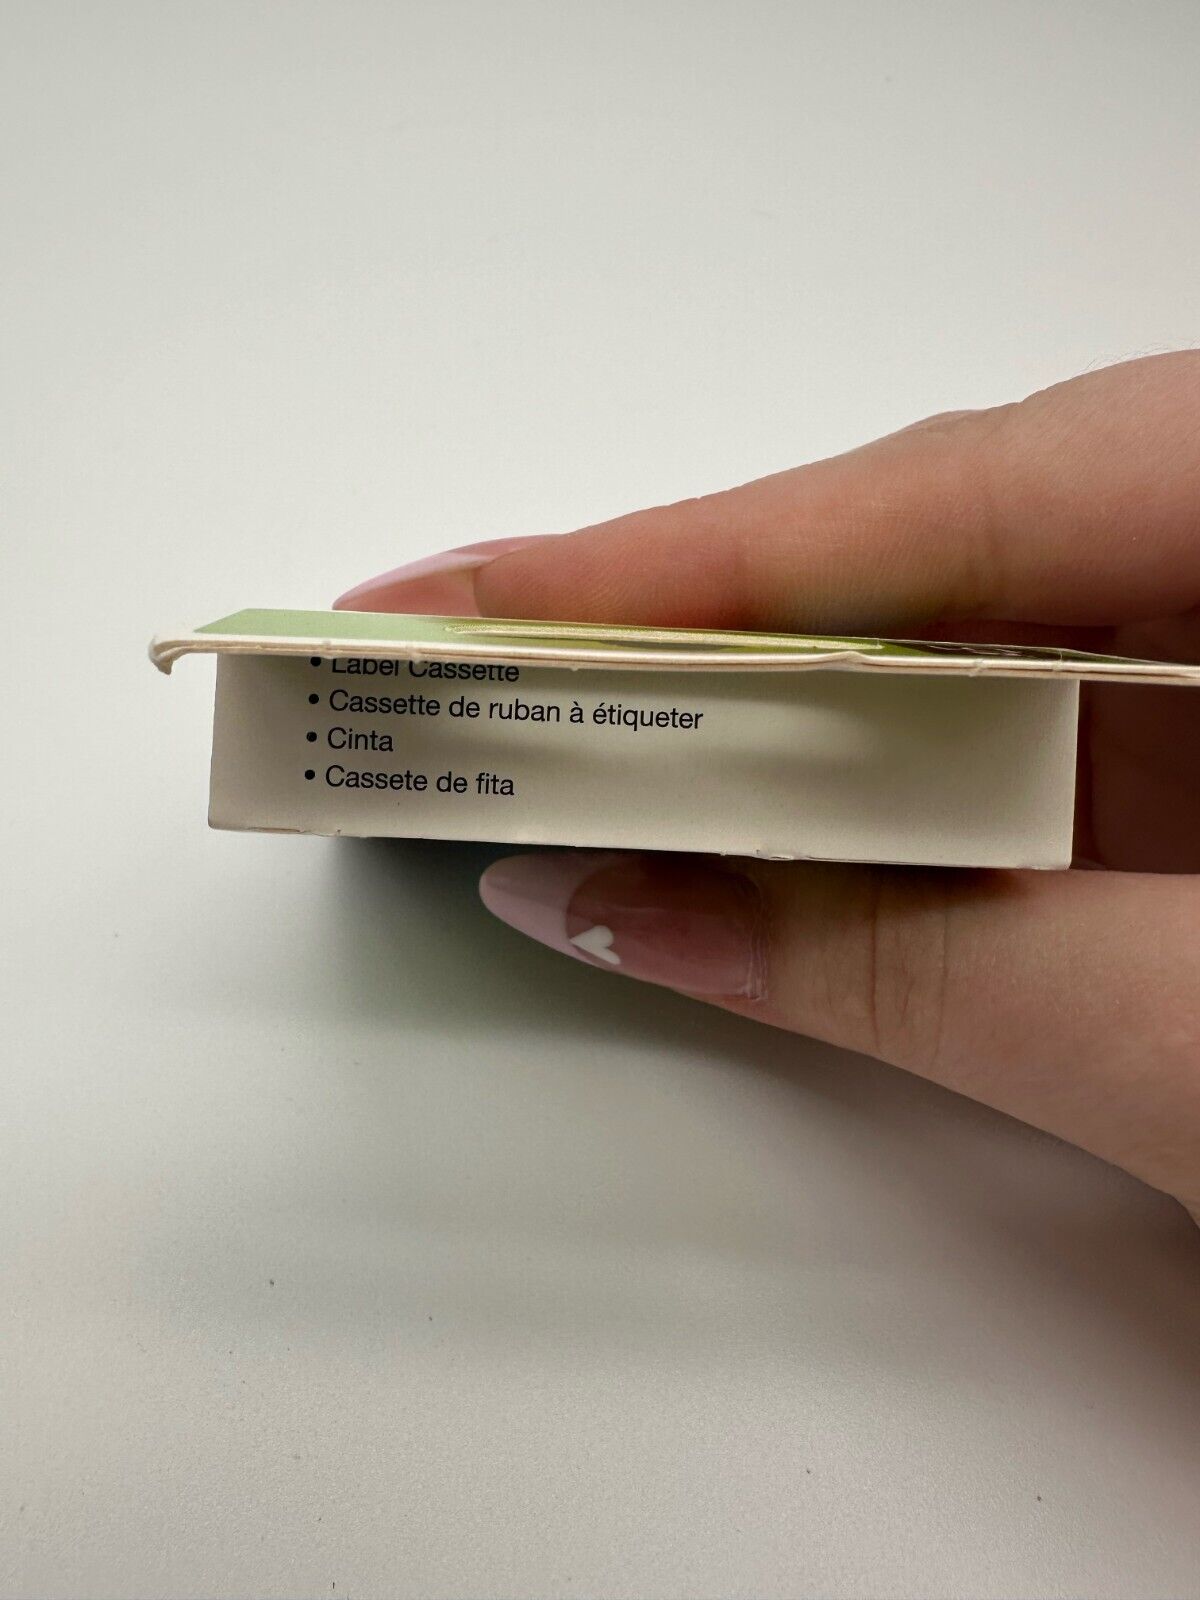 • Label Cassette
• Cassette de ruban à étiqueter
• Cinta
• Cassete de fita